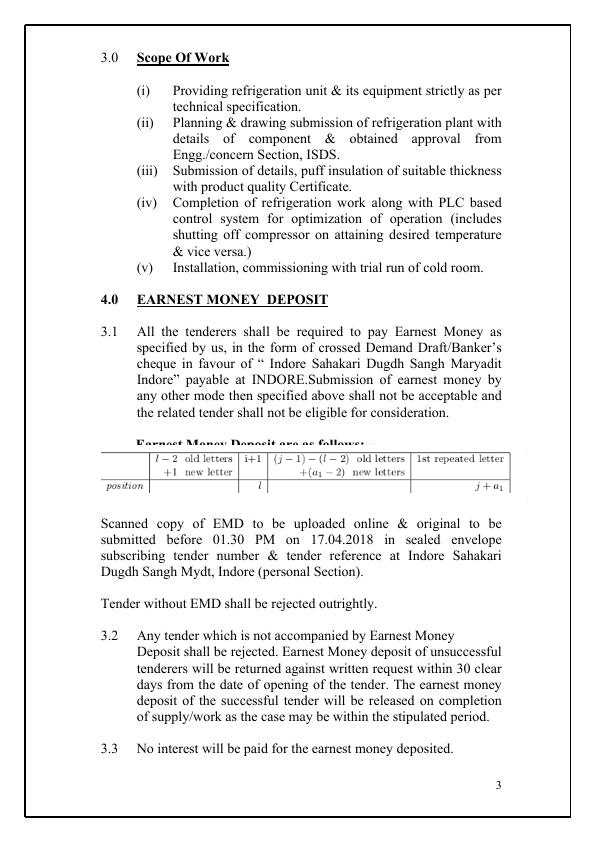 3.0 Scope Of Work
(i) Providing refrigeration unit & its equipment strictly as per
technical specification.
(ii) Planning & drawing submission of refrigeration plant with
details of component & obtained approval from
Engg./concern Section, ISDS.
(iii) Submission of details, puff insulation of suitable thickness
with product quality Certificate.
(iv) Completion of refrigeration work along with PLC based
control system for optimization of operation (includes
shutting off compressor on attaining desired temperature
& vice versa.)
(v) Installation, commissioning with trial run of cold room.
4.0 EARNEST MONEY DEPOSIT
3.1 All the tenderers shall be required to pay Earnest Money as
specified by us, in the form of crossed Demand Draft/Banker’s
cheque in favour of “ Indore Sahakari Dugdh Sangh Maryadit
Indore” payable at INDORE.Submission of earnest money by
any other mode then specified above shall not be acceptable and
the related tender shall not be eligible for consideration.
Earnest Money Deposit are as follows:
l − 2 old letters i+1 (j − 1) − (l − 2) old letters 1st repeated letter
+1 new letter +(a₁ − 2) new letters
position l j + a₁
Scanned copy of EMD to be uploaded online & original to be
submitted before 01.30 PM on 17.04.2018 in sealed envelope
subscribing tender number & tender reference at Indore Sahakari
Dugdh Sangh Mydt, Indore (personal Section).
Tender without EMD shall be rejected outrightly.
3.2 Any tender which is not accompanied by Earnest Money
Deposit shall be rejected. Earnest Money deposit of unsuccessful
tenderers will be returned against written request within 30 clear
days from the date of opening of the tender. The earnest money
deposit of the successful tender will be released on completion
of supply/work as the case may be within the stipulated period.
3.3 No interest will be paid for the earnest money deposited.
3